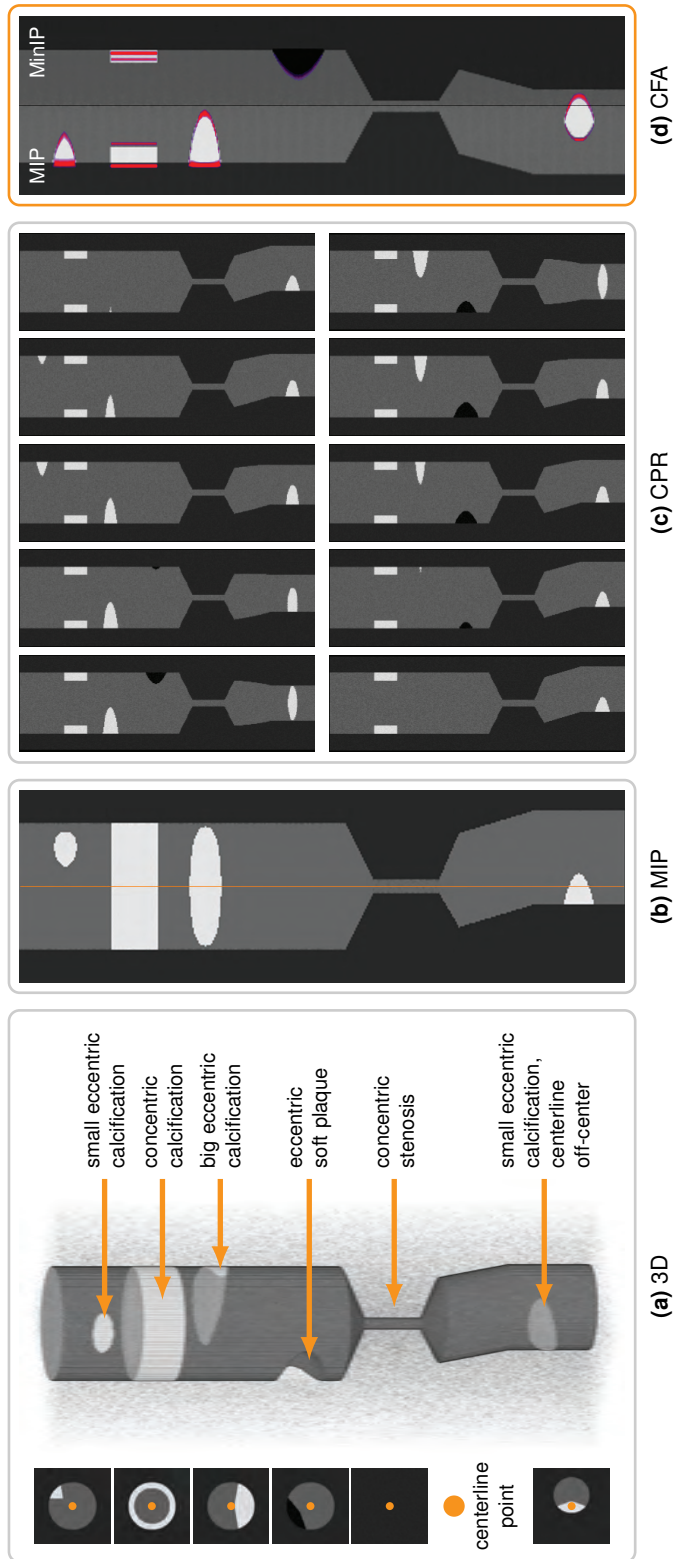 small eccentric
calcification
concentric
calcification
big eccentric
calcification
eccentric
soft plaque
concentric
stenosis
small eccentric
calcification,
centerline
off-center
centerline
point
(a) 3D
(b) MIP
(c) CPR
MIP
MinIP
(d) CFA